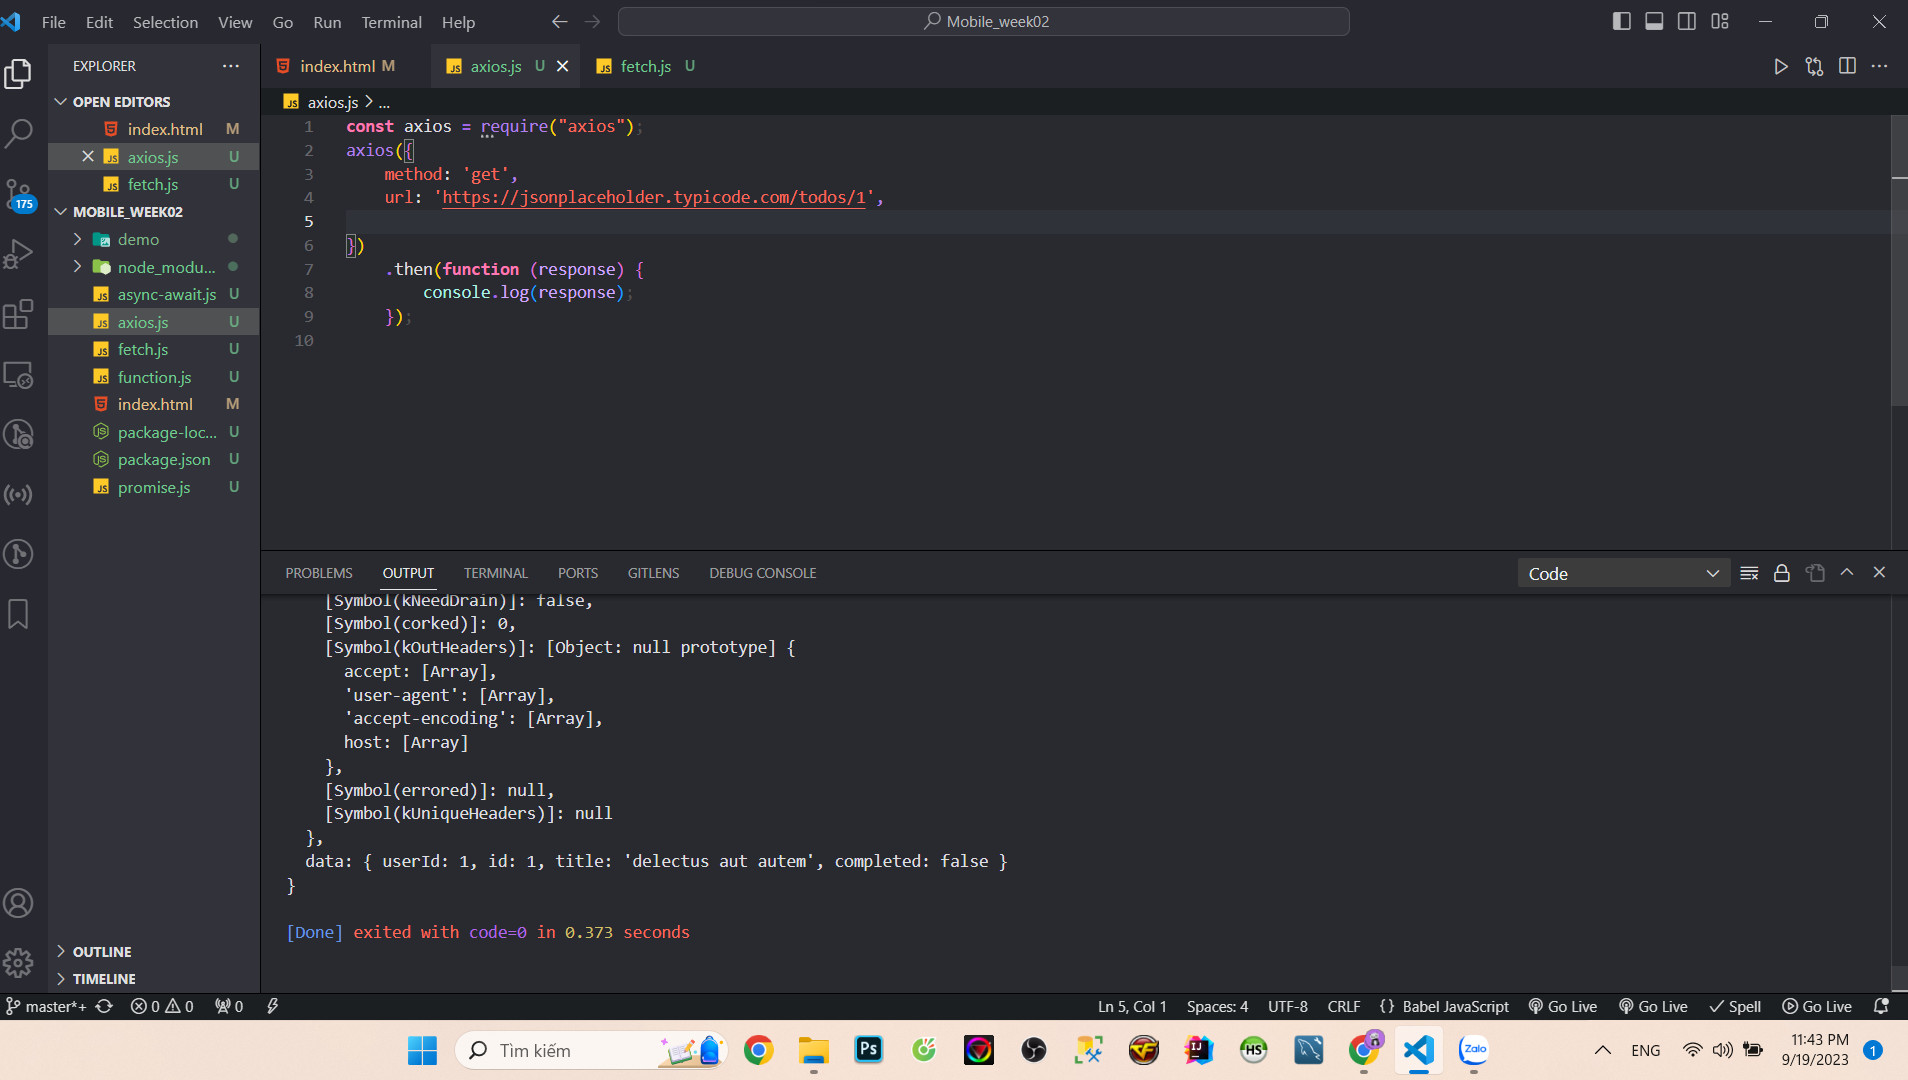 File Edit Selection View Go Run Terminal Help
Mobile_week02
EXPLORER
OPEN EDITORS
index.html M
axios.js U
fetch.js U
MOBILE_WEEK02
demo
node_modu...
async-await.js U
axios.js U
fetch.js U
function.js U
index.html M
package-loc... U
package.json U
promise.js U
OUTLINE
TIMELINE
175
index.html M
axios.js U
fetch.js U
axios.js > ...
1 const axios = require("axios");
2 axios({
3 method: 'get',
4 url: 'https://jsonplaceholder.typicode.com/todos/1',
5
6 })
7 .then(function (response) {
8 console.log(response);
9 });
10
PROBLEMS OUTPUT TERMINAL PORTS GITLENS DEBUG CONSOLE
Code
[Symbol(kNeedDrain)]: false,
[Symbol(corked)]: 0,
[Symbol(kOutHeaders)]: [Object: null prototype] {
accept: [Array],
'user-agent': [Array],
'accept-encoding': [Array],
host: [Array]
},
[Symbol(errored)]: null,
[Symbol(kUniqueHeaders)]: null
},
data: { userId: 1, id: 1, title: 'delectus aut autem', completed: false }
}
[Done] exited with code=0 in 0.373 seconds
master*+ 0 0 0
Ln 5, Col 1 Spaces: 4 UTF-8 CRLF {} Babel JavaScript Go Live Go Live Spell Go Live
Tìm kiếm
Ps
IJ
HS
Zalo
ENG
11:43 PM
9/19/2023
1